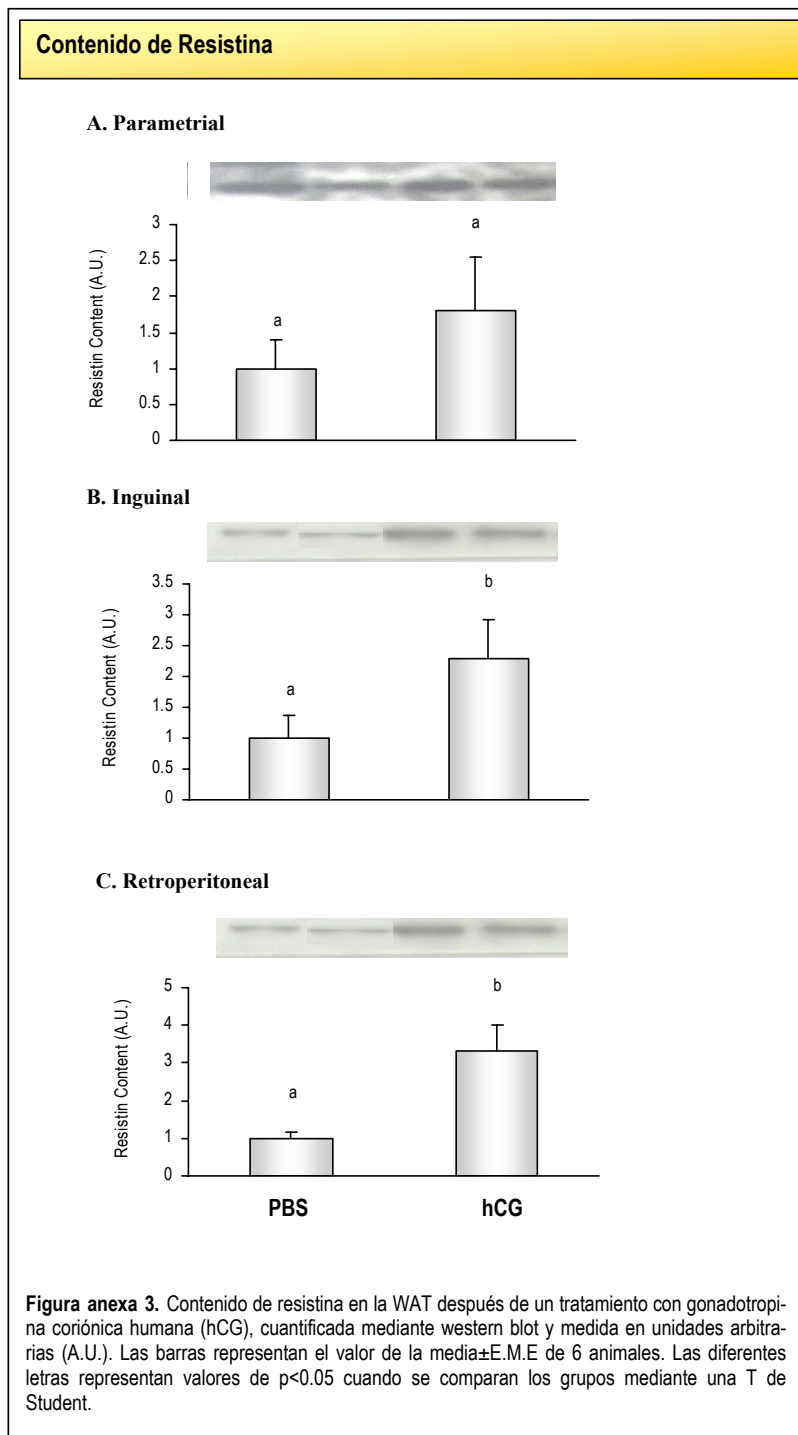 Contenido de Resistina
A. Parametrial
3
2.5
2
1.5
1
0.5
0
Resistin Content (A.U.)
a
a
B. Inguinal
3.5
3
2.5
2
1.5
1
0.5
0
Resistin Content (A.U.)
a
b
C. Retroperitoneal
5
4
3
2
1
0
Resistin Content (A.U.)
a
b
PBS
hCG
Figura anexa 3. Contenido de resistina en la WAT después de un tratamiento con gonadotropi-
na coriónica humana (hCG), cuantificada mediante western blot y medida en unidades arbitra-
rias (A.U.). Las barras representan el valor de la media±E.M.E de 6 animales. Las diferentes
letras representan valores de p<0.05 cuando se comparan los grupos mediante una T de
Student.